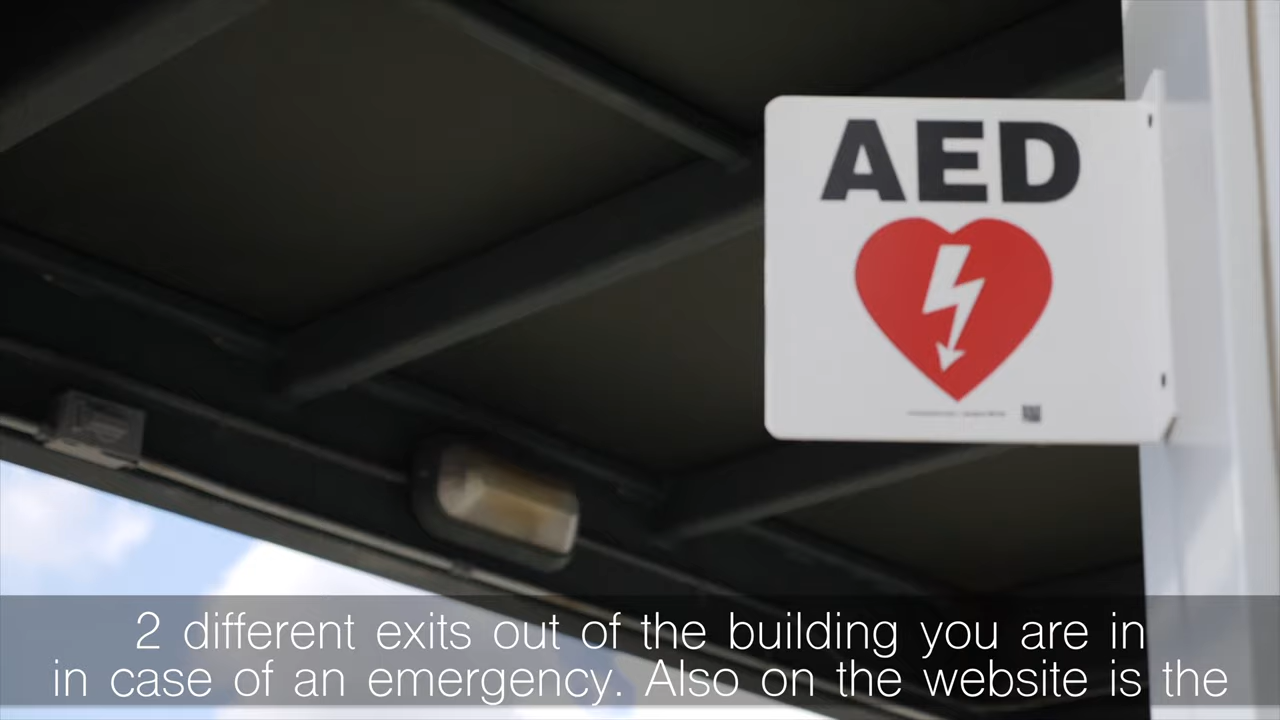 AED
2 different exits out of the building you are in
in case of an emergency. Also on the website is the